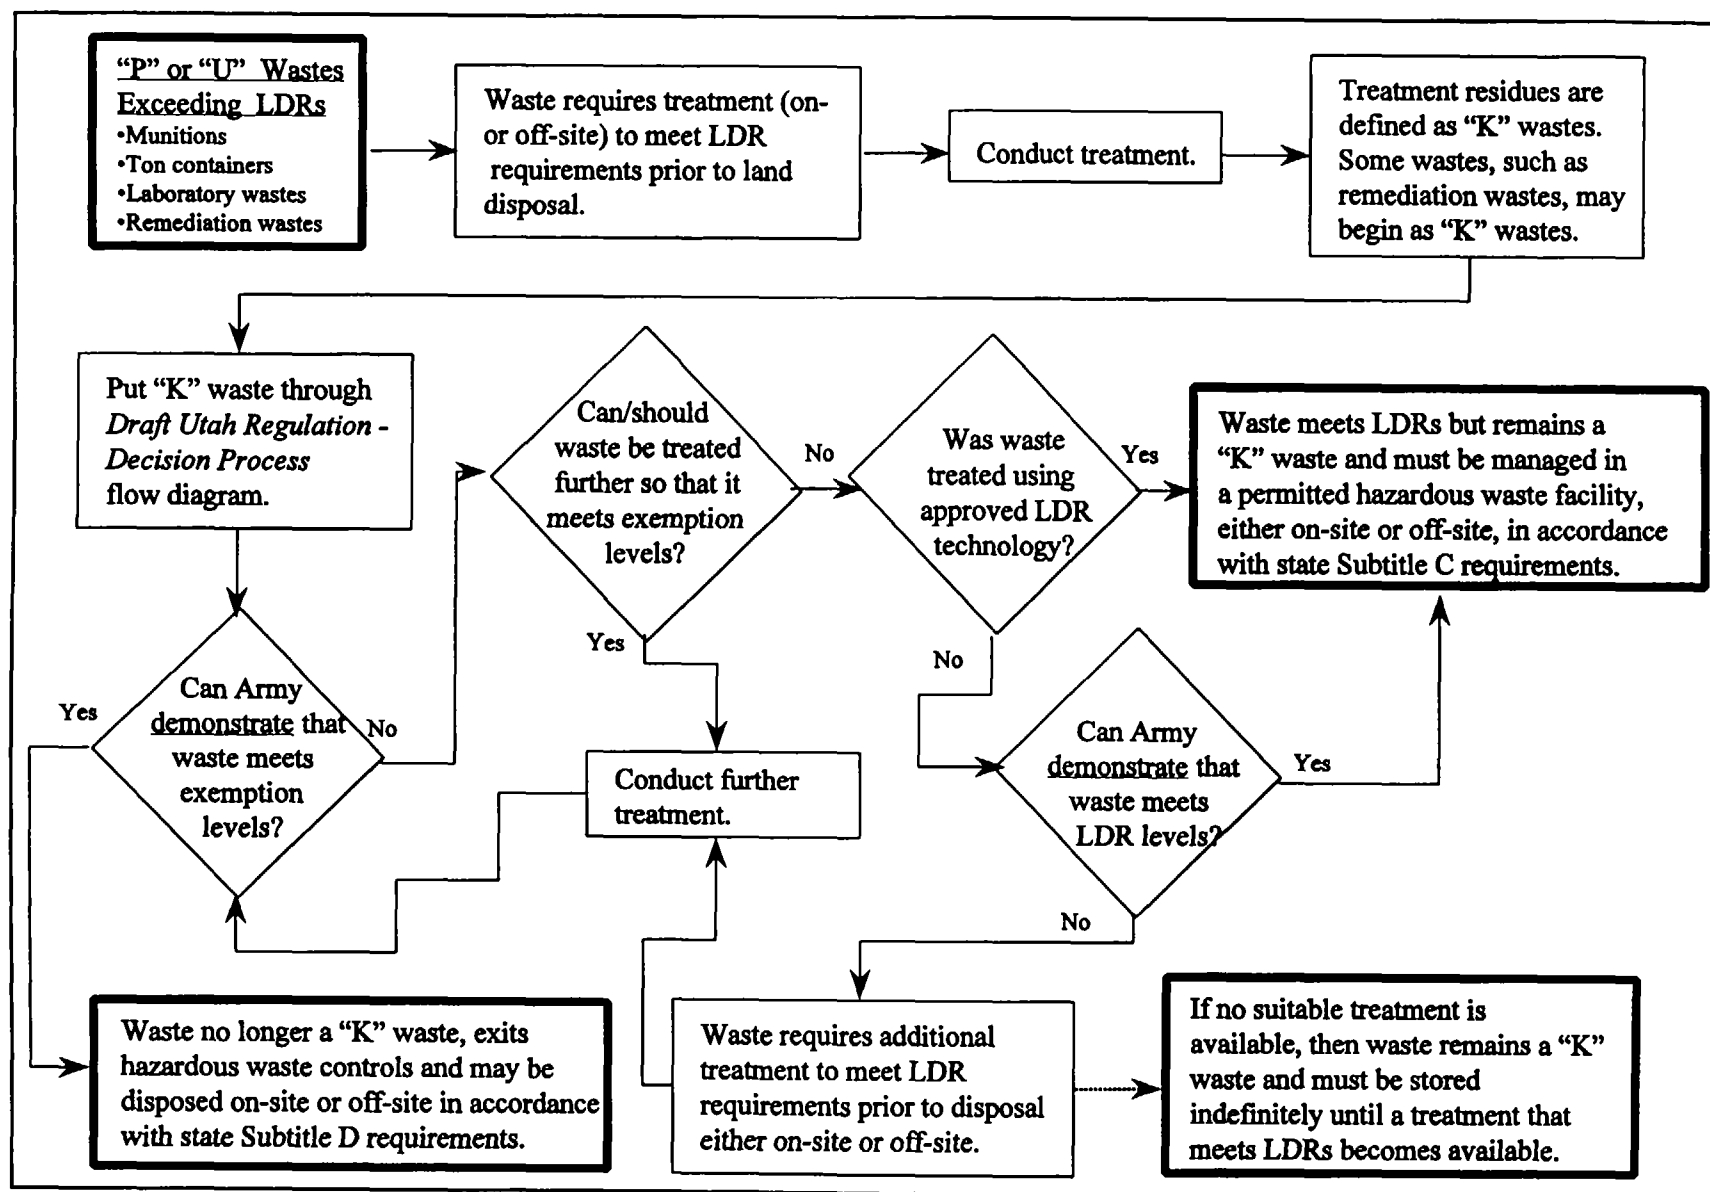 “P” or “U” Wastes
Exceeding LDRs
•Munitions
•Ton containers
•Laboratory wastes
•Remediation wastes
Waste requires treatment (on-
or off-site) to meet LDR
requirements prior to land
disposal.
Conduct treatment.
Treatment residues are
defined as “K” wastes.
Some wastes, such as
remediation wastes, may
begin as “K” wastes.
Put “K” waste through
Draft Utah Regulation -
Decision Process
flow diagram.
Can/should
waste be treated
further so that it
meets exemption
levels?
No
Yes
Was waste
treated using
approved LDR
technology?
Yes
No
Waste meets LDRs but remains a
“K” waste and must be managed in
a permitted hazardous waste facility,
either on-site or off-site, in accordance
with state Subtitle C requirements.
Yes
Can Army
demonstrate that
waste meets
exemption
levels?
No
Conduct further
treatment.
Can Army
demonstrate that
waste meets
LDR levels?
Yes
No
Waste no longer a “K” waste, exits
hazardous waste controls and may be
disposed on-site or off-site in accordance
with state Subtitle D requirements.
Waste requires additional
treatment to meet LDR
requirements prior to disposal
either on-site or off-site.
If no suitable treatment is
available, then waste remains a “K”
waste and must be stored
indefinitely until a treatment that
meets LDRs becomes available.